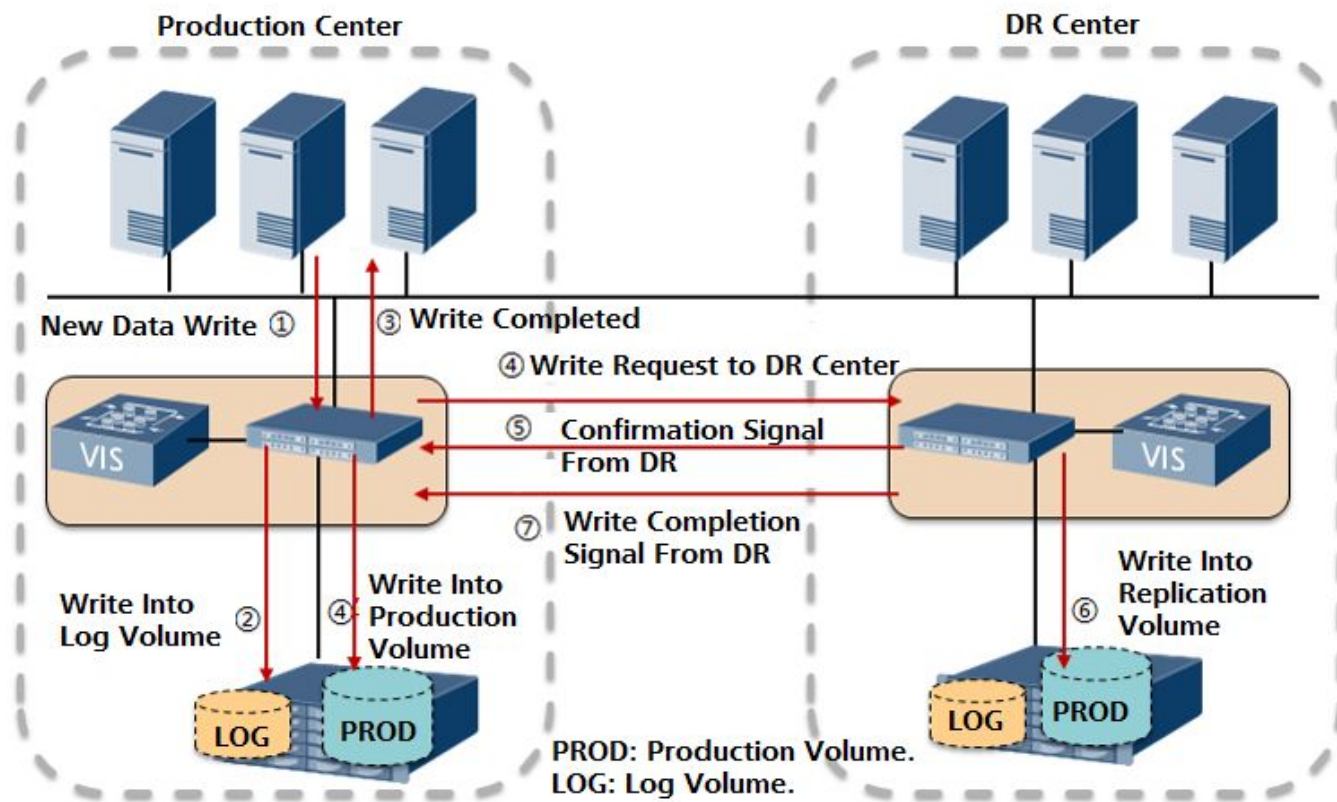 Production Center
DR Center
New Data Write ①
③ Write Completed
④ Write Request to DR Center
⑤ Confirmation Signal
From DR
⑦ Write Completion
Signal From DR
VIS
VIS
Write Into
Log Volume ②
④ Write Into
Production
Volume
⑥ Write Into
Replication
Volume
LOG
PROD
LOG
PROD
PROD: Production Volume.
LOG: Log Volume.